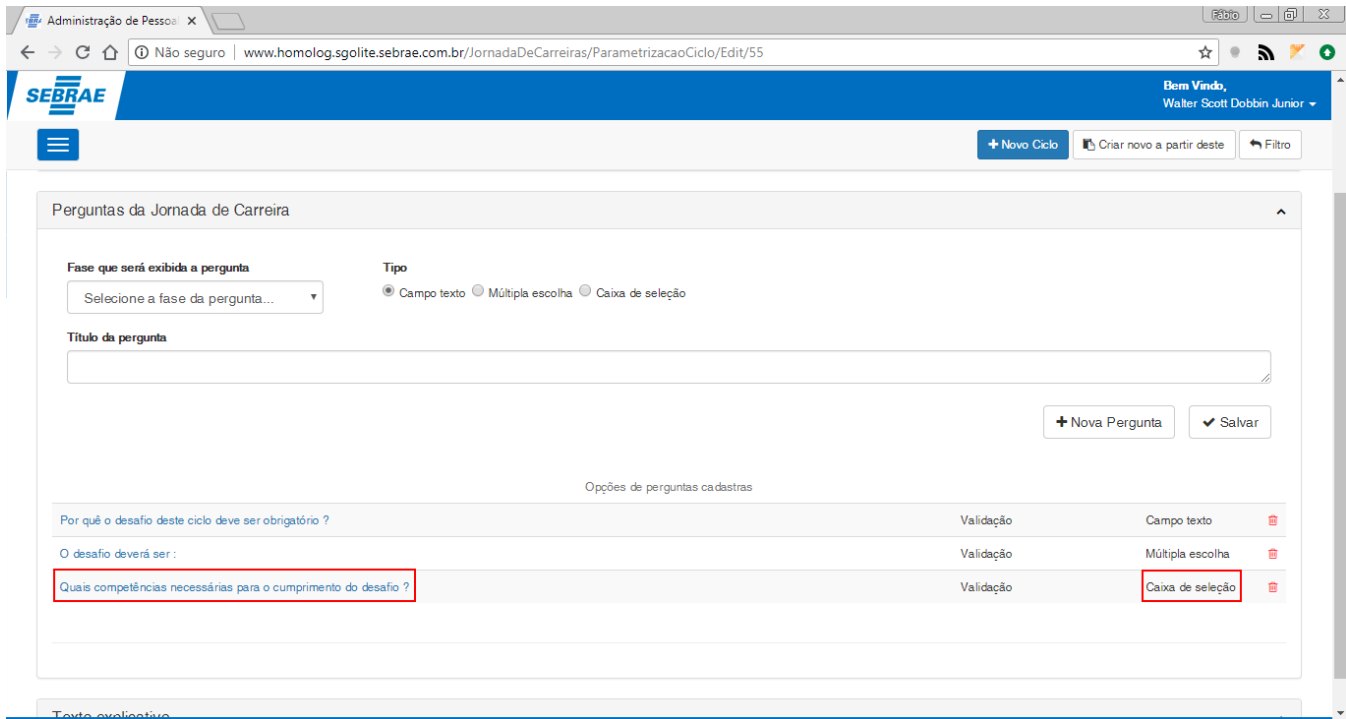 Administração de Pessoal
Fábio
Não seguro | www.homolog.sgolite.sebrae.com.br/JornadaDeCarreiras/ParametrizacaoCiclo/Edit/55
SEBRAE
Bem Vindo,
Walter Scott Dobbin Junior
Novo Ciclo
Criar novo a partir deste
Filtro
Perguntas da Jornada de Carreira
Fase que será exibida a pergunta
Tipo
Selecione a fase da pergunta...
Campo texto Múltipla escolha Caixa de seleção
Título da pergunta
Nova Pergunta
Salvar
Opções de perguntas cadastras
Por quê o desafio deste ciclo deve ser obrigatório ? Validação Campo texto
O desafio deverá ser : Validação Múltipla escolha
Quais competências necessárias para o cumprimento do desafio ? Validação Caixa de seleção
Texto explicativo